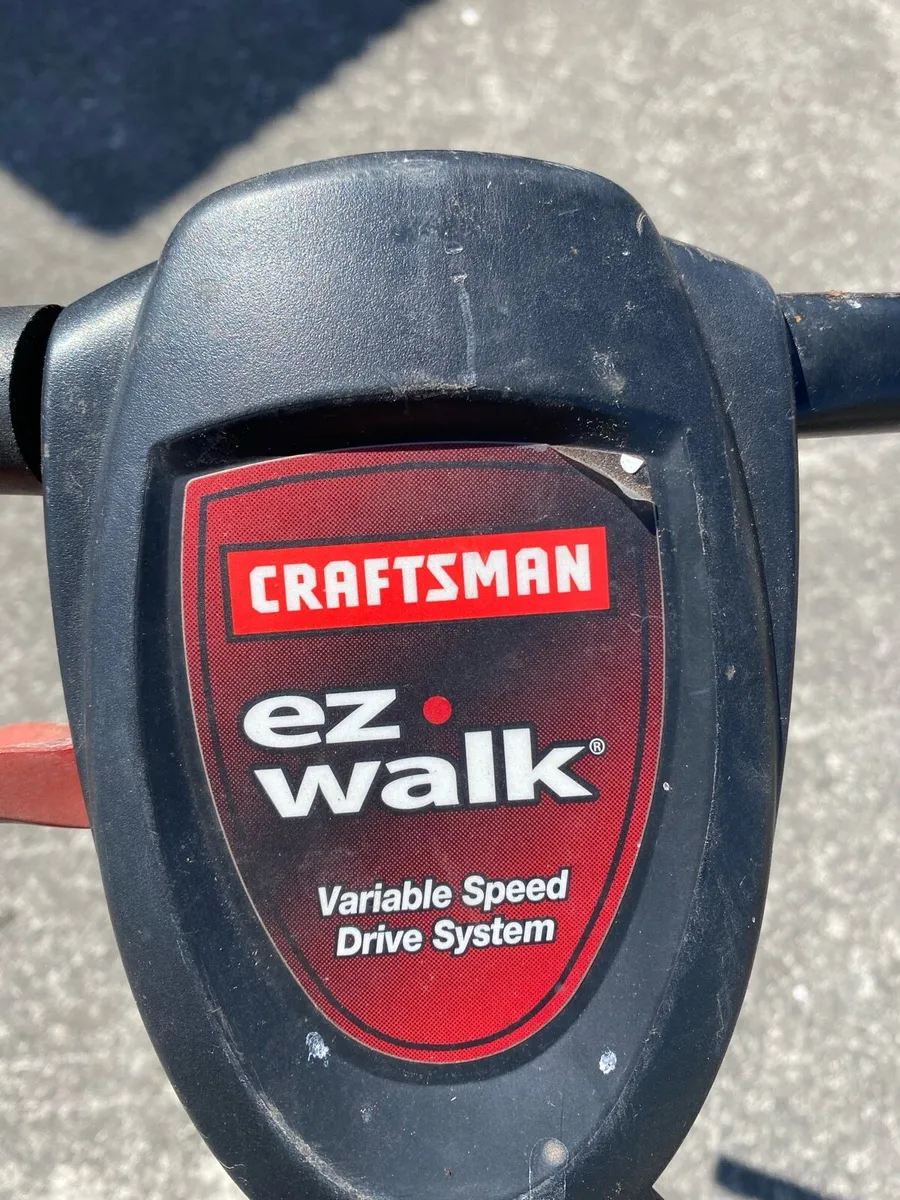 CRAFTSMAN
ez
walk®
Variable Speed
Drive System